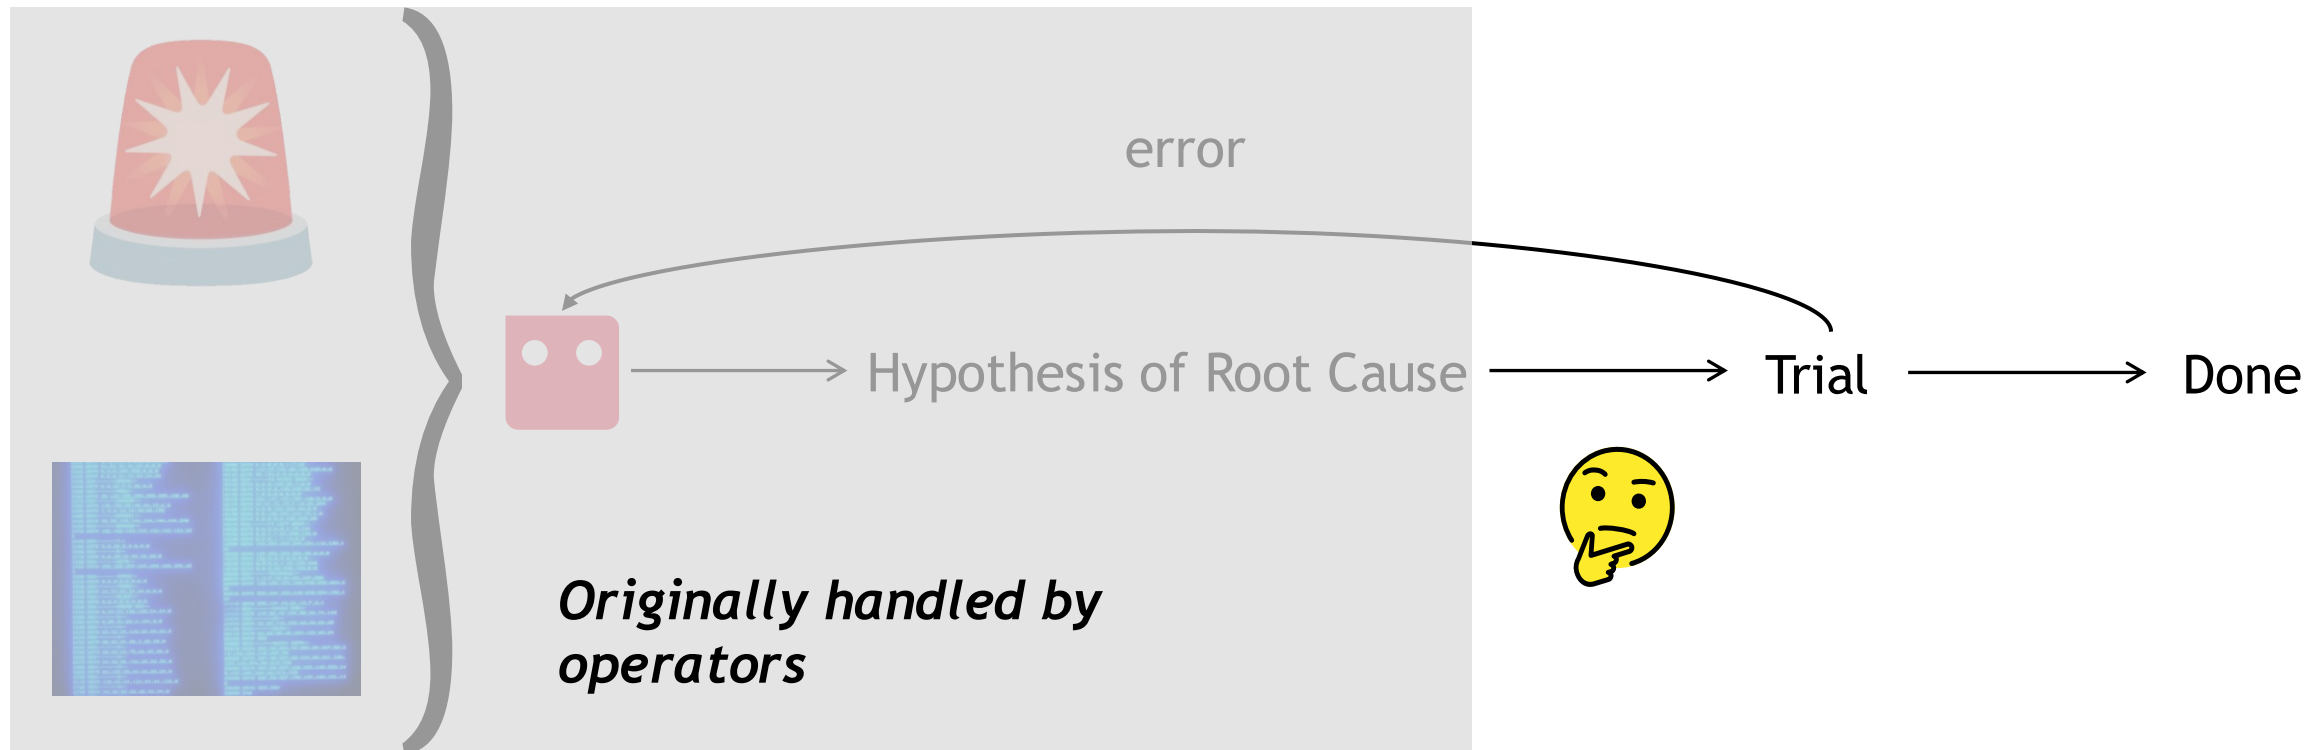 error
Hypothesis of Root Cause
Trial
Done
Originally handled by
operators